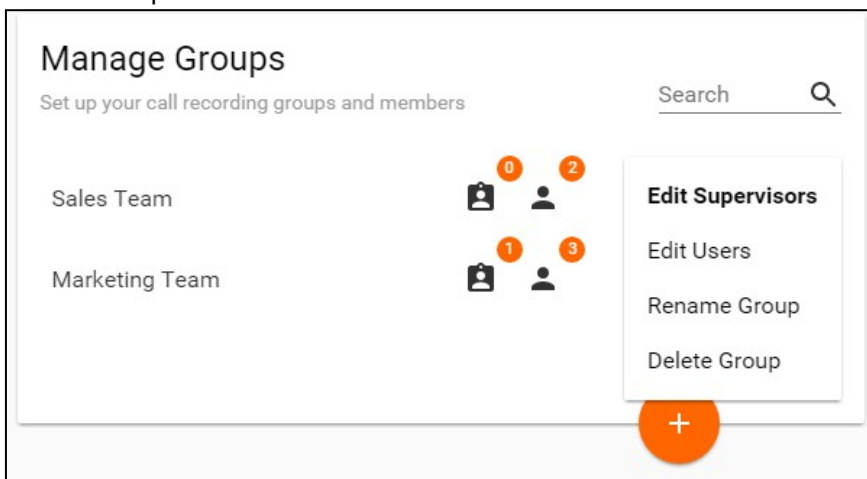 Manage Groups
Set up your call recording groups and members
Search
Sales Team
0
2
Marketing Team
1
3
Edit Supervisors
Edit Users
Rename Group
Delete Group
+